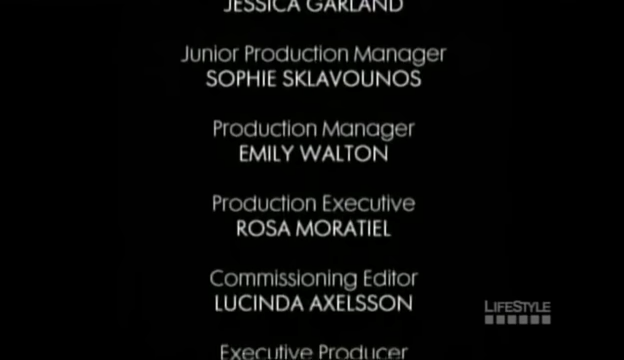 JESSICA GARLAND
Junior Production Manager
SOPHIE SKLAVOUNOS
Production Manager
EMILY WALTON
Production Executive
ROSA MORATIEL
Commissioning Editor
LUCINDA AXELSSON
LIFESTYLE
Executive Producer